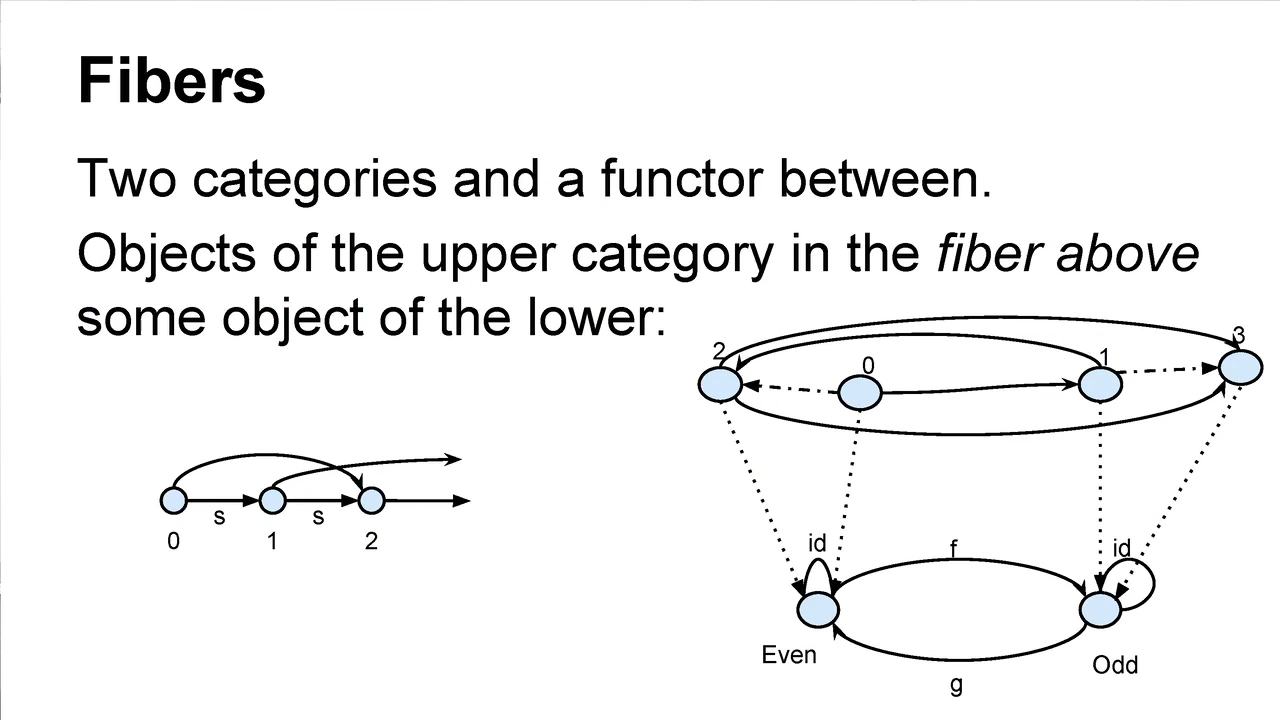 Fibers
Two categories and a functor between.
Objects of the upper category in the fiber above
some object of the lower:
3
2
1
0
s
s
0
1
2
id
f
id
Even
Odd
g